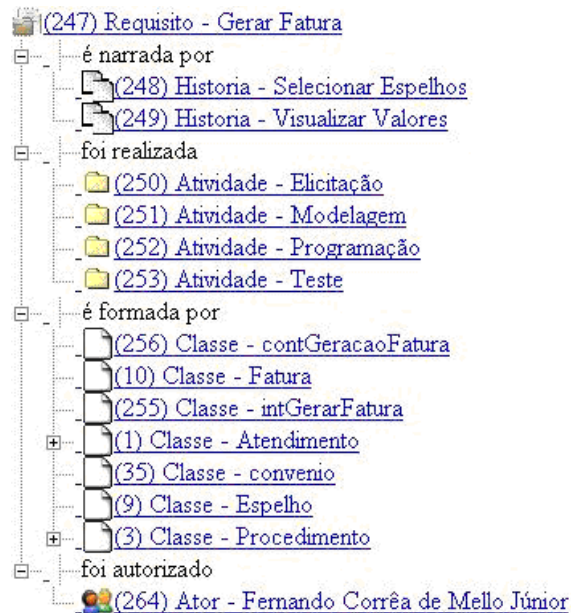 (247) Requisito - Gerar Fatura
é narrada por
(248) Historia - Selecionar Espelhos
(249) Historia - Visualizar Valores
foi realizada
(250) Atividade - Elicitação
(251) Atividade - Modelagem
(252) Atividade - Programação
(253) Atividade - Teste
é formada por
(256) Classe - contGeracaoFatura
(10) Classe - Fatura
(255) Classe - intGerarFatura
(1) Classe - Atendimento
(35) Classe - convenio
(9) Classe - Espelho
(3) Classe - Procedimento
foi autorizado
(264) Ator - Fernando Corrêa de Mello Júnior